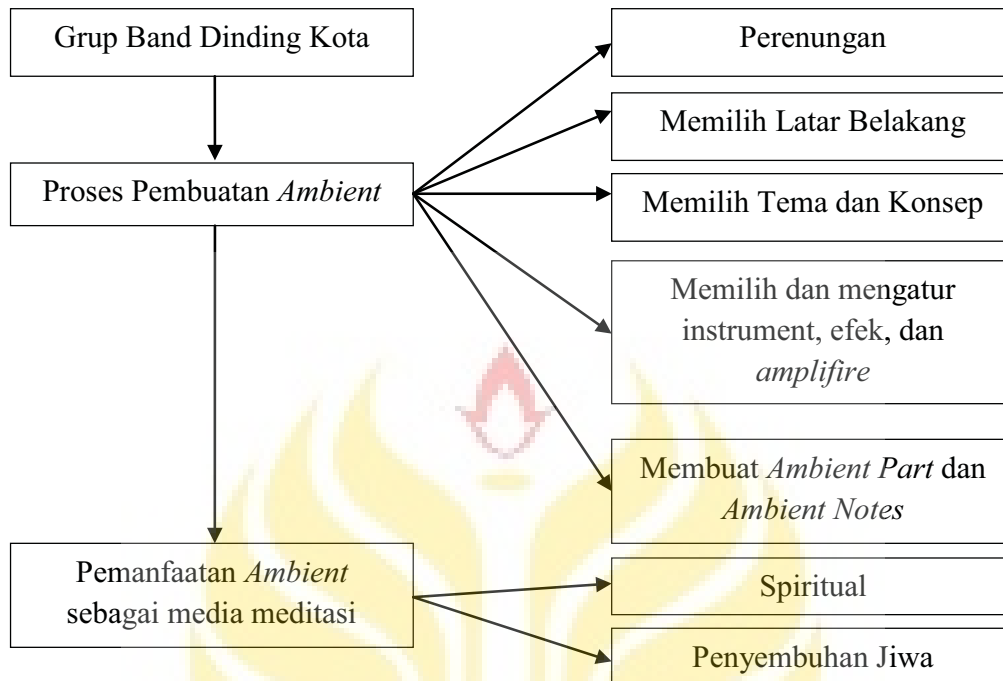 Grup Band Dinding Kota
Proses Pembuatan Ambient
Pemanfaatan Ambient
sebagai media meditasi
Perenungan
Memilih Latar Belakang
Memilih Tema dan Konsep
Memilih dan mengatur
instrument, efek, dan
amplifire
Membuat Ambient Part dan
Ambient Notes
Spiritual
Penyembuhan Jiwa